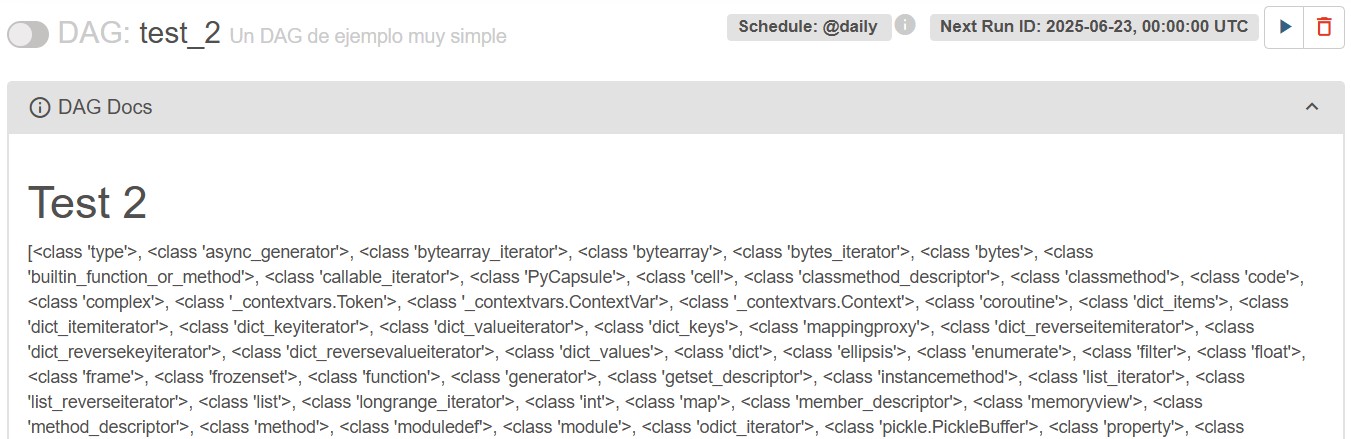 DAG: test_2 Un DAG de ejemplo muy simple
Schedule: @daily
Next Run ID: 2025-06-23, 00:00:00 UTC
DAG Docs
Test 2
[<class 'type'>, <class 'async_generator'>, <class 'bytearray_iterator'>, <class 'bytearray'>, <class 'bytes_iterator'>, <class 'bytes'>, <class
'builtin_function_or_method'>, <class 'callable_iterator'>, <class 'PyCapsule'>, <class 'cell'>, <class 'classmethod_descriptor'>, <class 'classmethod'>, <class 'code'>,
<class 'complex'>, <class '_contextvars.Token'>, <class '_contextvars.ContextVar'>, <class '_contextvars.Context'>, <class 'coroutine'>, <class 'dict_items'>, <class
'dict_itemiterator'>, <class 'dict_keyiterator'>, <class 'dict_valueiterator'>, <class 'dict_keys'>, <class 'mappingproxy'>, <class 'dict_reverseitemiterator'>, <class
'dict_reversekeyiterator'>, <class 'dict_reversevalueiterator'>, <class 'dict_values'>, <class 'dict'>, <class 'ellipsis'>, <class 'enumerate'>, <class 'filter'>, <class 'float'>,
<class 'frame'>, <class 'frozenset'>, <class 'function'>, <class 'generator'>, <class 'getset_descriptor'>, <class 'instancemethod'>, <class 'list_iterator'>, <class
'list_reverseiterator'>, <class 'list'>, <class 'longrange_iterator'>, <class 'int'>, <class 'map'>, <class 'member_descriptor'>, <class 'memoryview'>, <class
'method_descriptor'>, <class 'method'>, <class 'moduledef'>, <class 'module'>, <class 'odict_iterator'>, <class 'pickle.PickleBuffer'>, <class 'property'>, <class